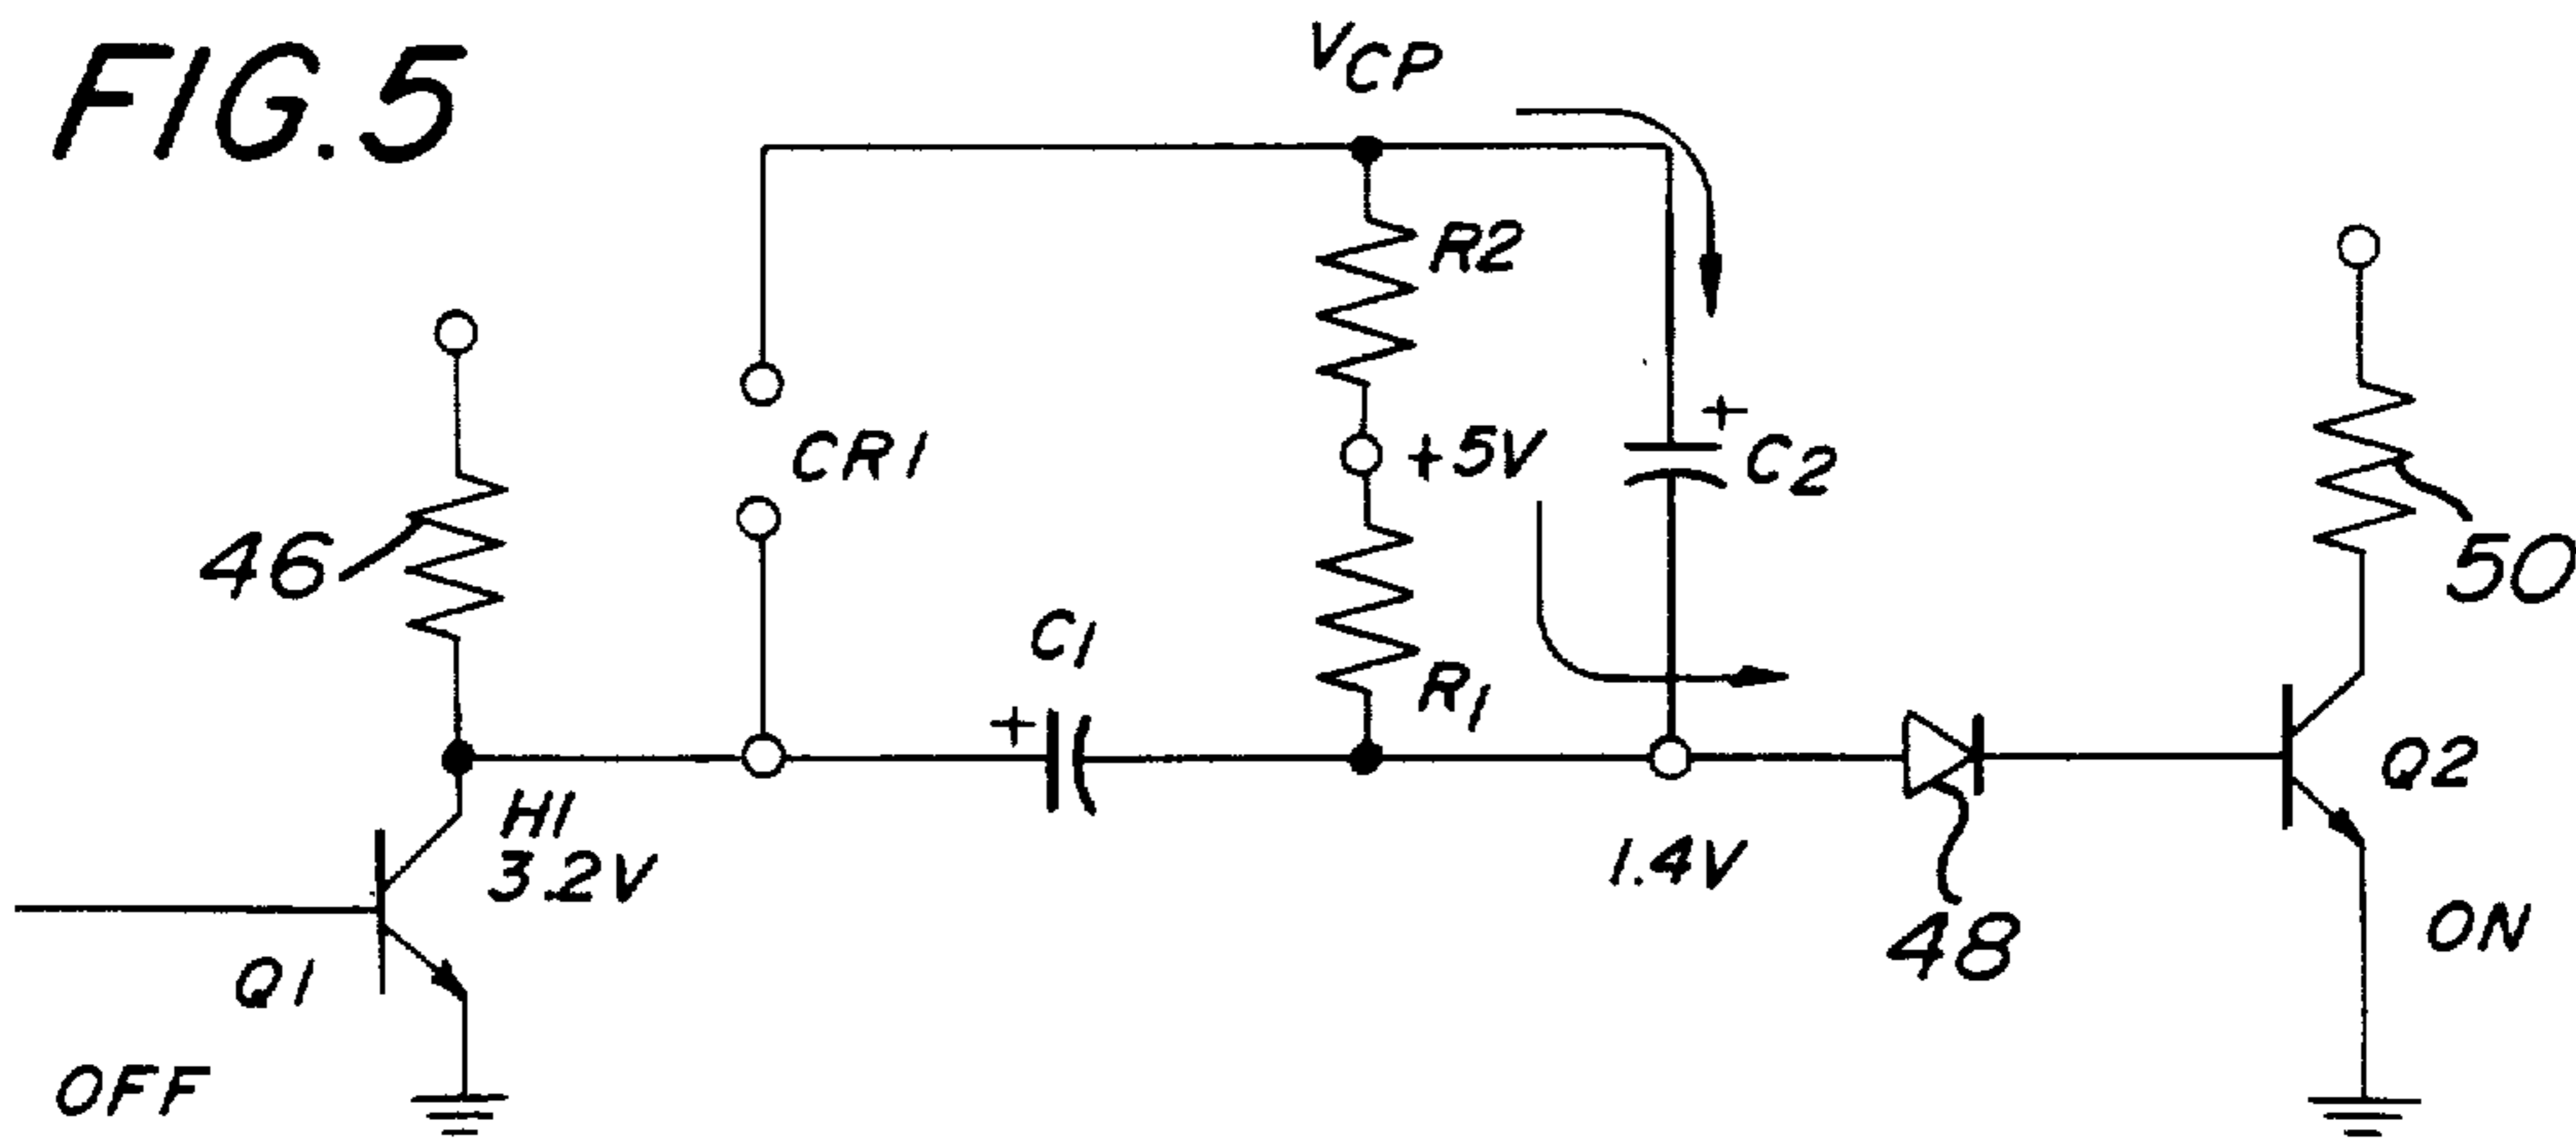 FIG. 5
VCP
R2
+5V
+
C2
CR1
46
50
C1
+
R1
HI
3.2V
1.4V
Q2
48
ON
Q1
OFF